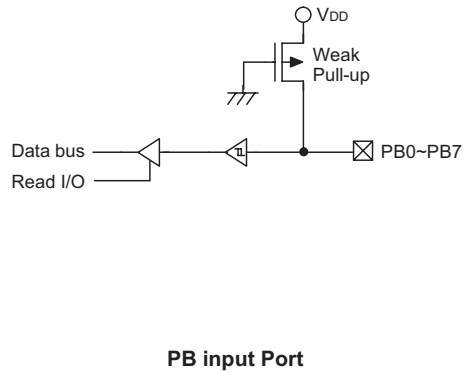 VDD
Weak
Pull-up
Data bus
PB0~PB7
Read I/O
PB input Port